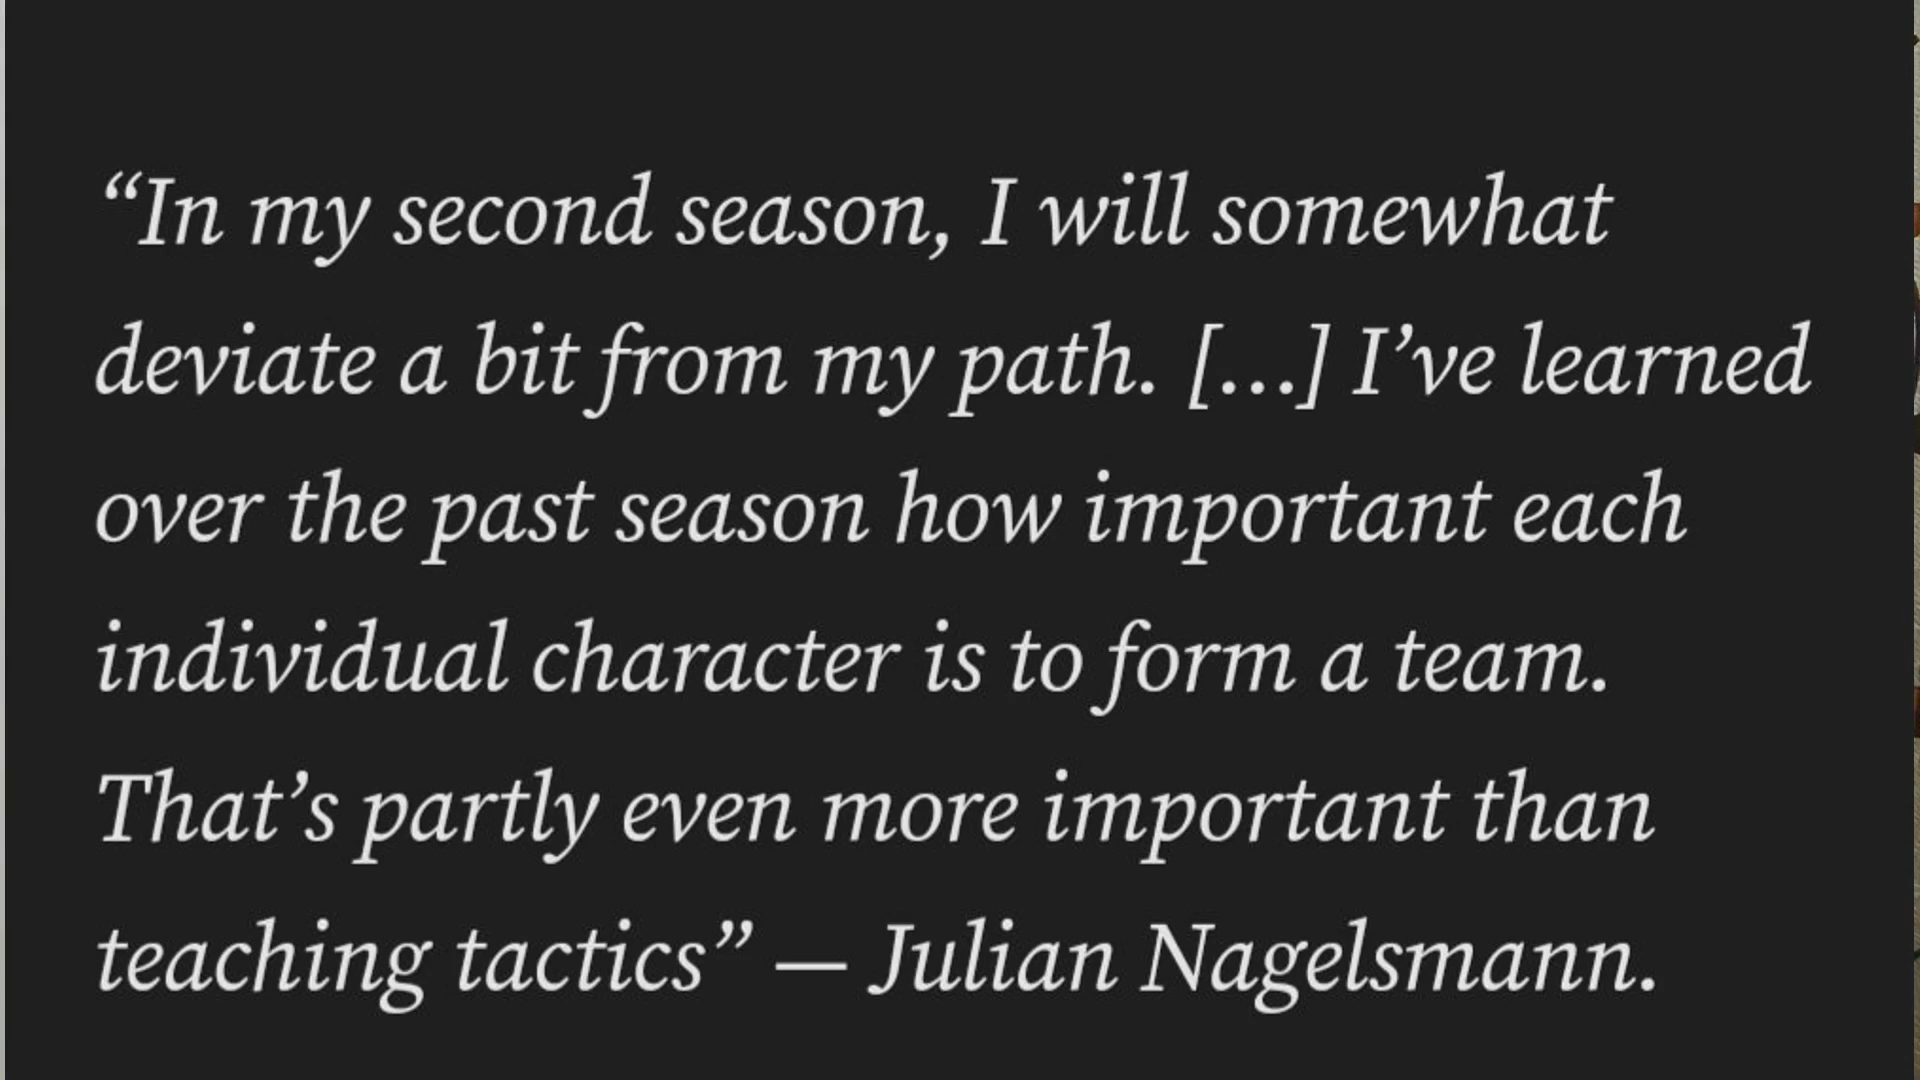 “In my second season, I will somewhat
deviate a bit from my path. […] I’ve learned
over the past season how important each
individual character is to form a team.
That’s partly even more important than
teaching tactics” — Julian Nagelsmann.